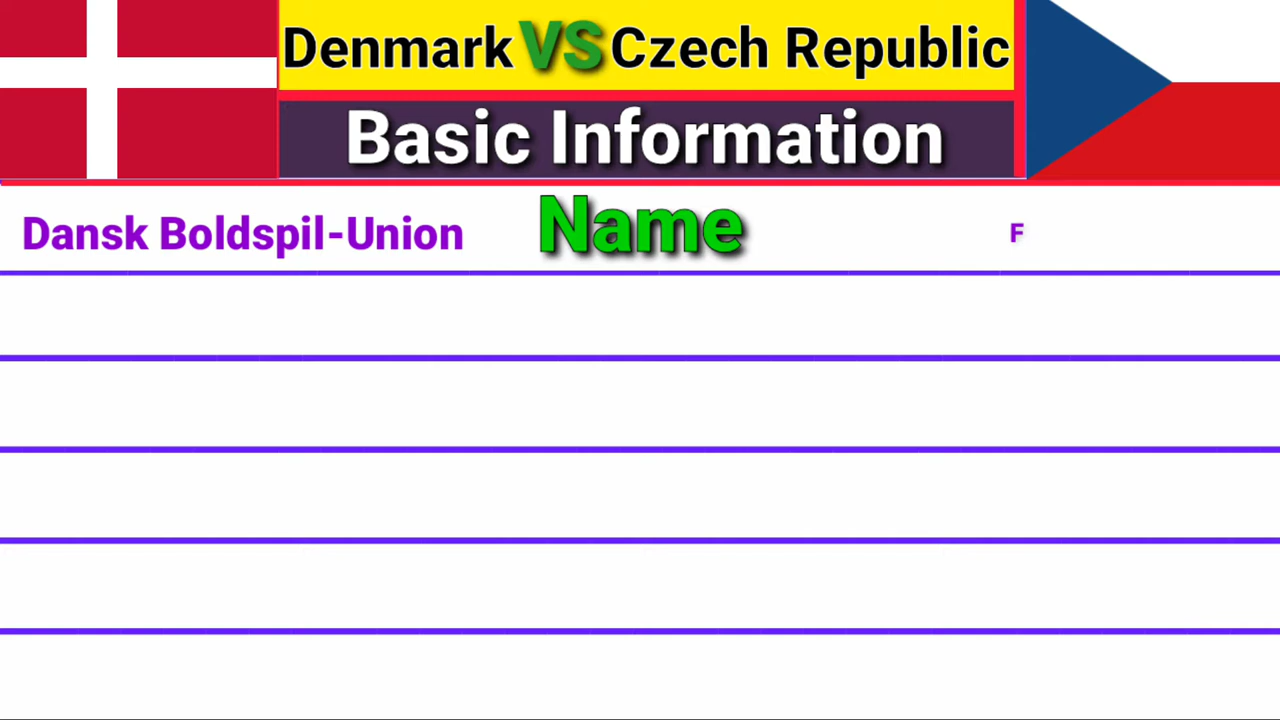 Denmark VS Czech Republic
Basic Information
Dansk Boldspil-Union Name F